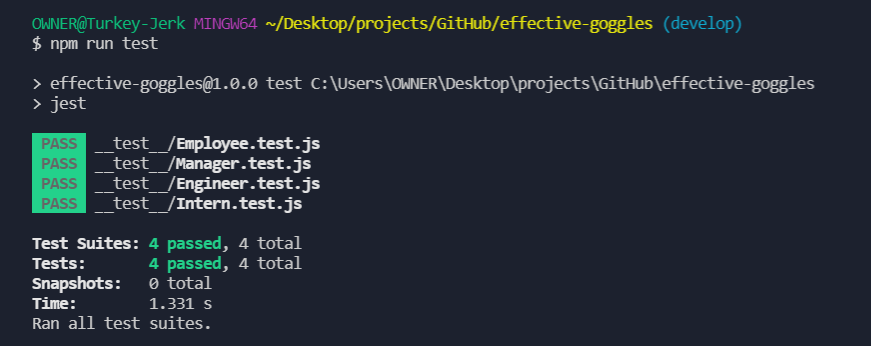 OWNER@Turkey-Jerk MINGW64 ~/Desktop/projects/GitHub/effective-goggles (develop)
$ npm run test
> effective-goggles@1.0.0 test C:\Users\OWNER\Desktop\projects\GitHub\effective-goggles
> jest
PASS __test__/Employee.test.js
PASS __test__/Manager.test.js
PASS __test__/Engineer.test.js
PASS __test__/Intern.test.js
Test Suites: 4 passed, 4 total
Tests:       4 passed, 4 total
Snapshots:   0 total
Time:        1.331 s
Ran all test suites.